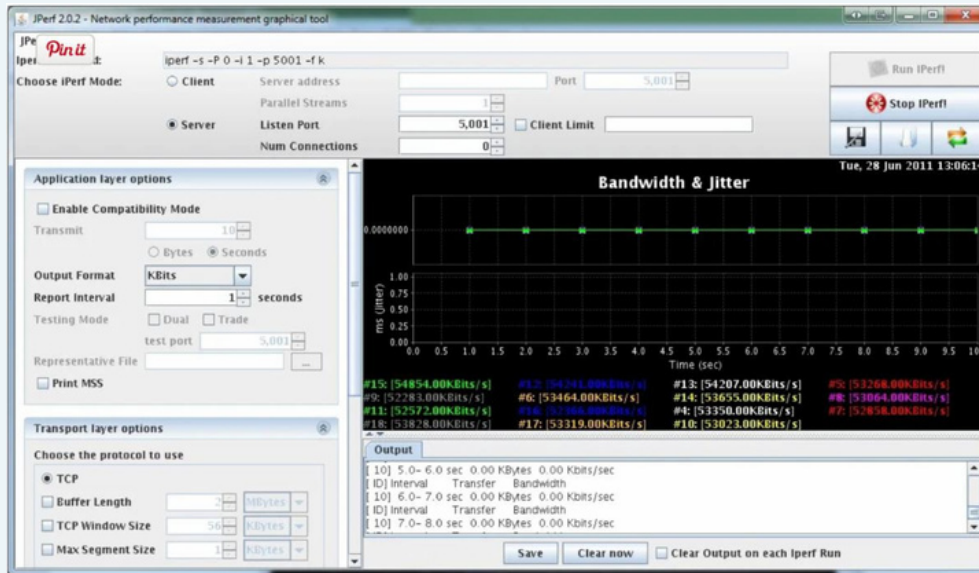 JPerf 2.0.2 - Network performance measurement graphical tool
JPe
Pin it
Iper d: iperf -s -P 0 -i 1 -p 5001 -f k
Choose iPerf Mode: Client Server address Port 5,001
Parallel Streams 1
Server Listen Port 5,001 Client Limit
Num Connections 0
Run IPerf!
Stop IPerf!
Application layer options
Enable Compatibility Mode
Transmit 10
Bytes Seconds
Output Format KBits
Report Interval 1 seconds
Testing Mode Dual Trade
test port 5,001
Representative File ...
Print MSS
Transport layer options
Choose the protocol to use
TCP
Buffer Length 2 MBytes
TCP Window Size 56 KBytes
Max Segment Size 1 KBytes
Tue, 28 Jun 2011 13:06:1
Bandwidth & Jitter
0.0000000
1.00
0.75
0.50
0.25
0.00
ms (Jitter)
0.0 0.5 1.0 1.5 2.0 2.5 3.0 3.5 4.0 4.5 5.0 5.5 6.0 6.5 7.0 7.5 8.0 8.5 9.0 9.5 10
Time (sec)
#15: [54854.00KBits/s] #12: [54241.00KBits/s] #13: [54207.00KBits/s] #5: [53268.00KBits/s]
#9: [52283.00KBits/s] #6: [53464.00KBits/s] #14: [53655.00KBits/s] #8: [53064.00KBits/s]
#11: [52572.00KBits/s] #16: [52366.00KBits/s] #4: [53350.00KBits/s] #7: [52858.00KBits/s]
#18: [53828.00KBits/s] #17: [53319.00KBits/s] #10: [53023.00KBits/s]
Output
[ 10] 5.0- 6.0 sec 0.00 KBytes 0.00 Kbits/sec
[ ID] Interval Transfer Bandwidth
[ 10] 6.0- 7.0 sec 0.00 KBytes 0.00 Kbits/sec
[ ID] Interval Transfer Bandwidth
[ 10] 7.0- 8.0 sec 0.00 KBytes 0.00 Kbits/sec
Save Clear now Clear Output on each Iperf Run